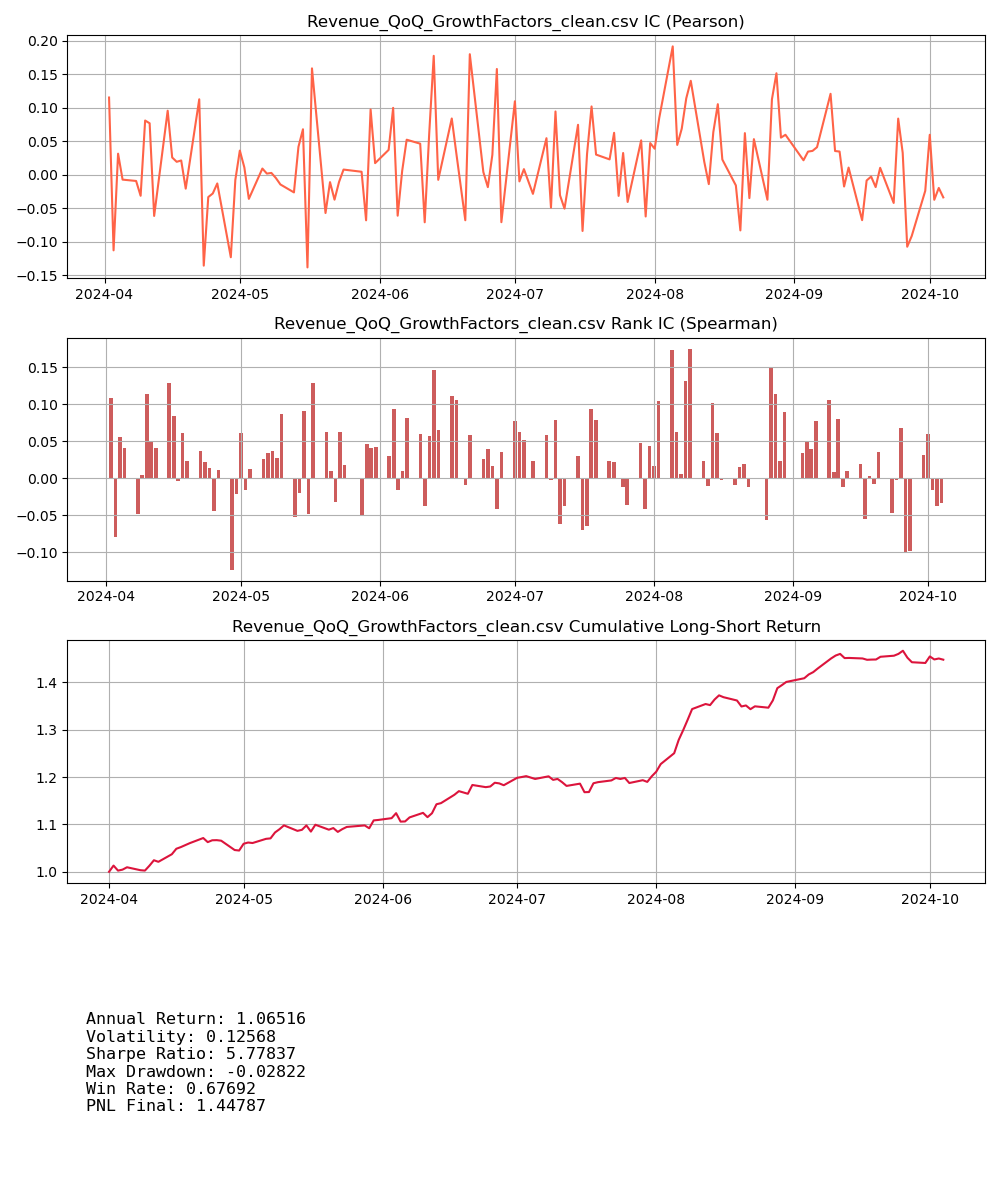 Revenue_QoQ_GrowthFactors_clean.csv IC (Pearson)
0.20
0.15
0.10
0.05
0.00
−0.05
−0.10
−0.15
2024-04 2024-05 2024-06 2024-07 2024-08 2024-09 2024-10
Revenue_QoQ_GrowthFactors_clean.csv Rank IC (Spearman)
0.15
0.10
0.05
0.00
−0.05
−0.10
2024-04 2024-05 2024-06 2024-07 2024-08 2024-09 2024-10
Revenue_QoQ_GrowthFactors_clean.csv Cumulative Long-Short Return
1.4
1.3
1.2
1.1
1.0
2024-04 2024-05 2024-06 2024-07 2024-08 2024-09 2024-10
Annual Return: 1.06516
Volatility: 0.12568
Sharpe Ratio: 5.77837
Max Drawdown: -0.02822
Win Rate: 0.67692
PNL Final: 1.44787